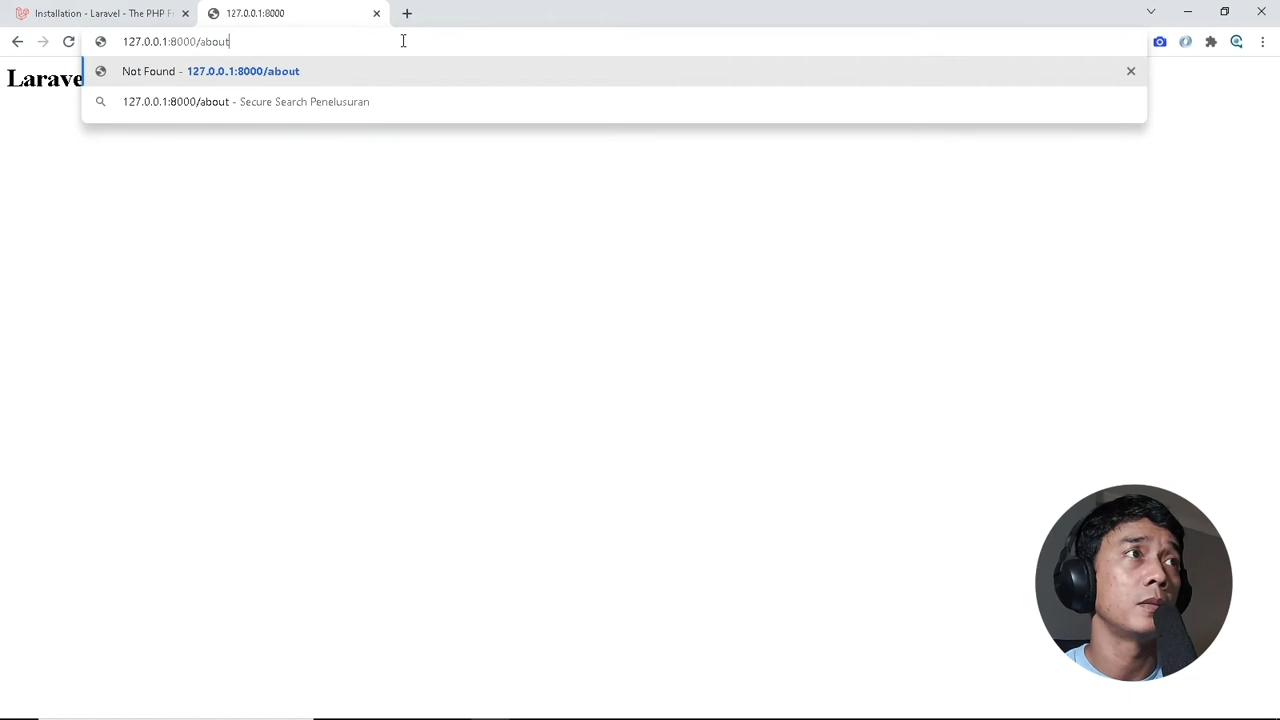 Installation - Laravel - The PHP F
127.0.0.1:8000
127.0.0.1:8000/about
Not Found - 127.0.0.1:8000/about
127.0.0.1:8000/about - Secure Search Penelusuran
Larave